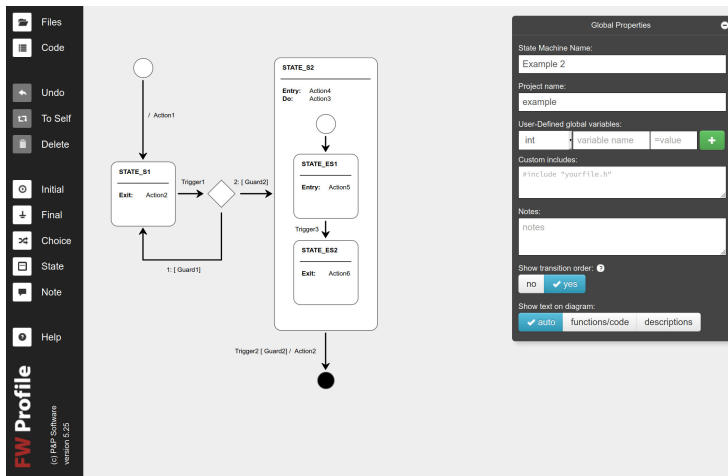 Files
Code
Undo
To Self
Delete
Initial
Final
Choice
State
Note
Help
FW Profile
(c) P&P Software
version 5.25
/ Action1
STATE_S1
Exit: Action2
Trigger1
2: [ Guard2]
1: [ Guard1]
STATE_S2
Entry: Action4
Do: Action3
STATE_ES1
Entry: Action5
Trigger3
STATE_ES2
Exit: Action6
Trigger2 [ Guard2] / Action2
Global Properties
State Machine Name:
Example 2
Project name:
example
User-Defined global variables:
int variable name =value
Custom includes:
#include "yourfile.h"
Notes:
notes
Show transition order: ?
no yes
Show text on diagram:
auto functions/code descriptions